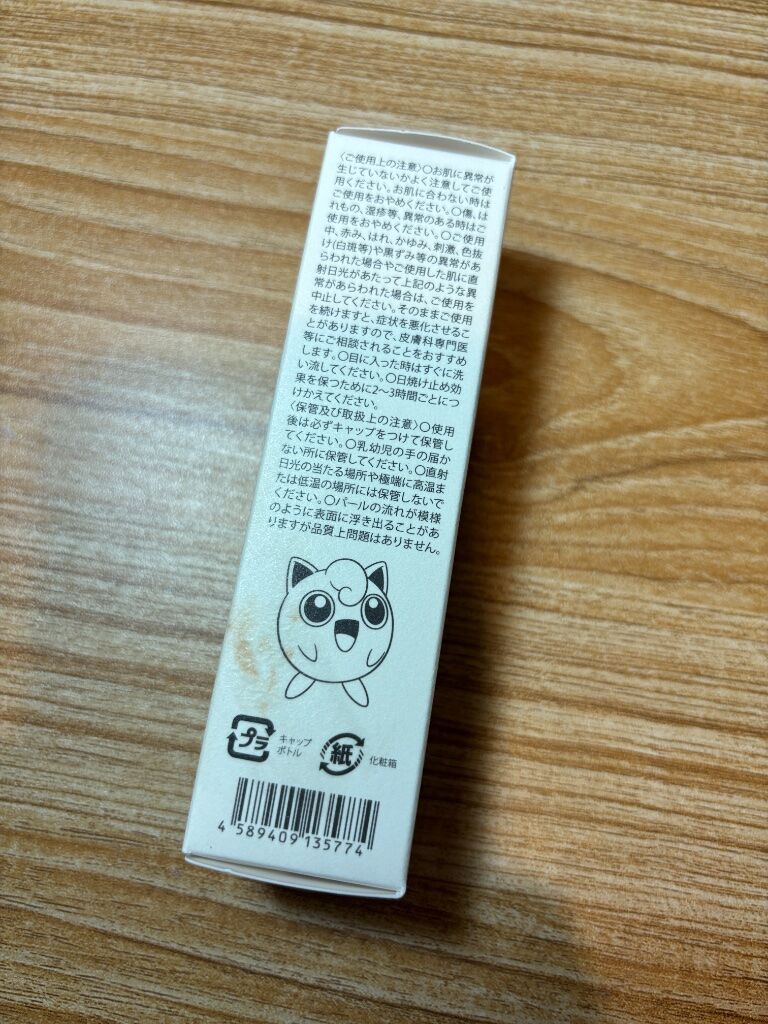 〈ご使用上の注意〉○お肌に異常が
生じていないかよく注意してご使
用ください。お肌に合わない時は
ご使用をおやめください。○傷、は
れもの、湿疹等、異常のある時はご
使用をおやめください。○ご使用
中、赤み、はれ、かゆみ、刺激、色抜
け(白斑等)や黒ずみ等の異常があ
らわれた場合やご使用した肌に直
射日光があたって上記のような異
常があらわれた場合は、ご使用を
中止してください。そのままご使用
を続けますと、症状を悪化させるこ
とがありますので、皮膚科専門医
等にご相談されることをおすすめ
します。○目に入った時はすぐに洗
い流してください。○日焼け止め効
果を保つために2〜3時間ごとにつ
けかえてください。
〈保管及び取扱上の注意〉○使用
後は必ずキャップをつけて保管し
てください。○乳幼児の手の届か
ない所に保管してください。○直射
日光の当たる場所や極端に高温ま
たは低温の場所には保管しないで
ください。○パールの流れが模様
のように表面に浮き出ることがあ
りますが品質上問題はありません。
プラ
キャップ
ボトル
紙
化粧箱
4 589409 135774